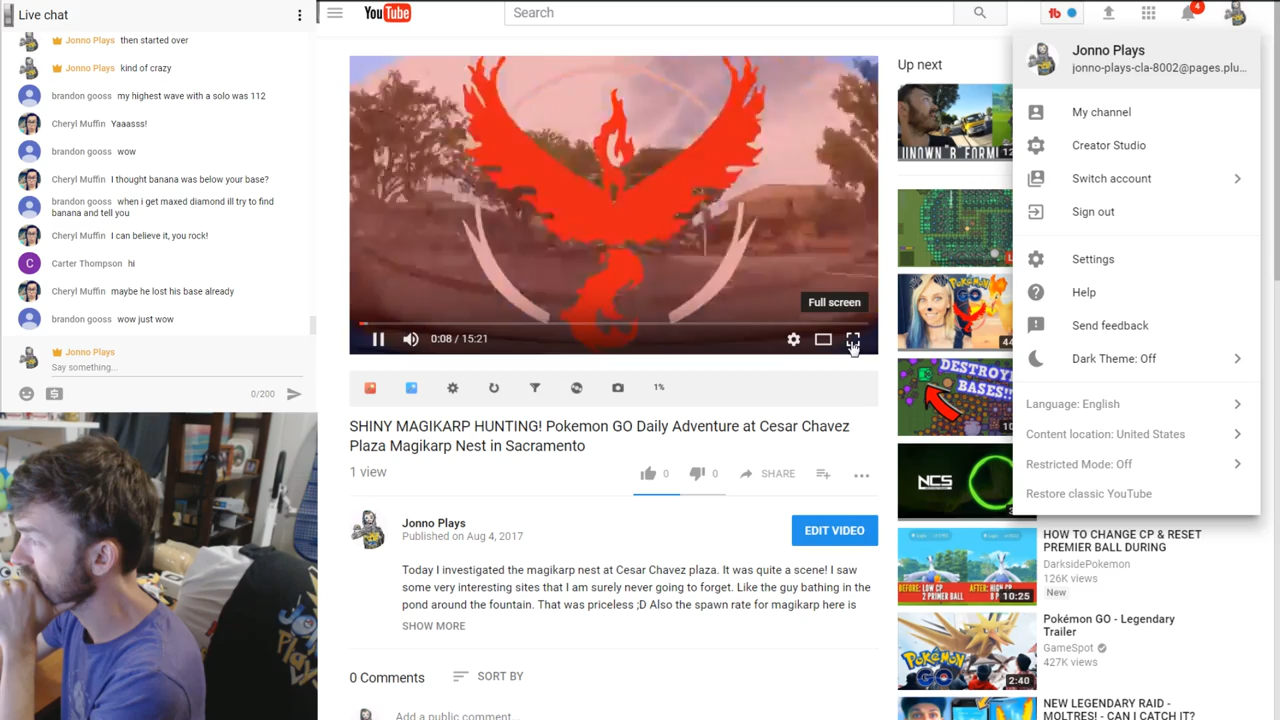 Live chat
Jonno Plays then started over
Jonno Plays kind of crazy
brandon gooss my highest wave with a solo was 112
Cheryl Muffin Yaaasss!
brandon gooss wow
Cheryl Muffin I thought banana was below your base?
brandon gooss when i get maxed diamond ill try to find
banana and tell you
Cheryl Muffin I can believe it, you rock!
C
Carter Thompson hi
Cheryl Muffin maybe he lost his base already
brandon gooss wow just wow
Jonno Plays
Say something...
0/200
YouTube
Search
4
Full screen
0:08 / 15:21
1%
SHINY MAGIKARP HUNTING! Pokemon GO Daily Adventure at Cesar Chavez
Plaza Magikarp Nest in Sacramento
1 view
0
0
SHARE
Jonno Plays
Published on Aug 4, 2017
EDIT VIDEO
Today I investigated the magikarp nest at Cesar Chavez plaza. It was quite a scene! I saw
some very interesting sites that I am surely never going to forget. Like the guy bathing in the
pond around the fountain. That was priceless ;D Also the spawn rate for magikarp here is
SHOW MORE
0 Comments
SORT BY
Add a public comment...
Up next
DESTROY
BASES!
NCS
Jonno Plays
jonno-plays-cla-8002@pages.plu...
My channel
Creator Studio
Switch account
Sign out
Settings
Help
Send feedback
Dark Theme: Off
Language: English
Content location: United States
Restricted Mode: Off
Restore classic YouTube
10:25
HOW TO CHANGE CP & RESET
PREMIER BALL DURING
DarksidePokemon
126K views
New
2:40
Pokémon GO - Legendary
Trailer
GameSpot
427K views
NEW LEGENDARY RAID -
MOLTRES! - CAN I CATCH IT?